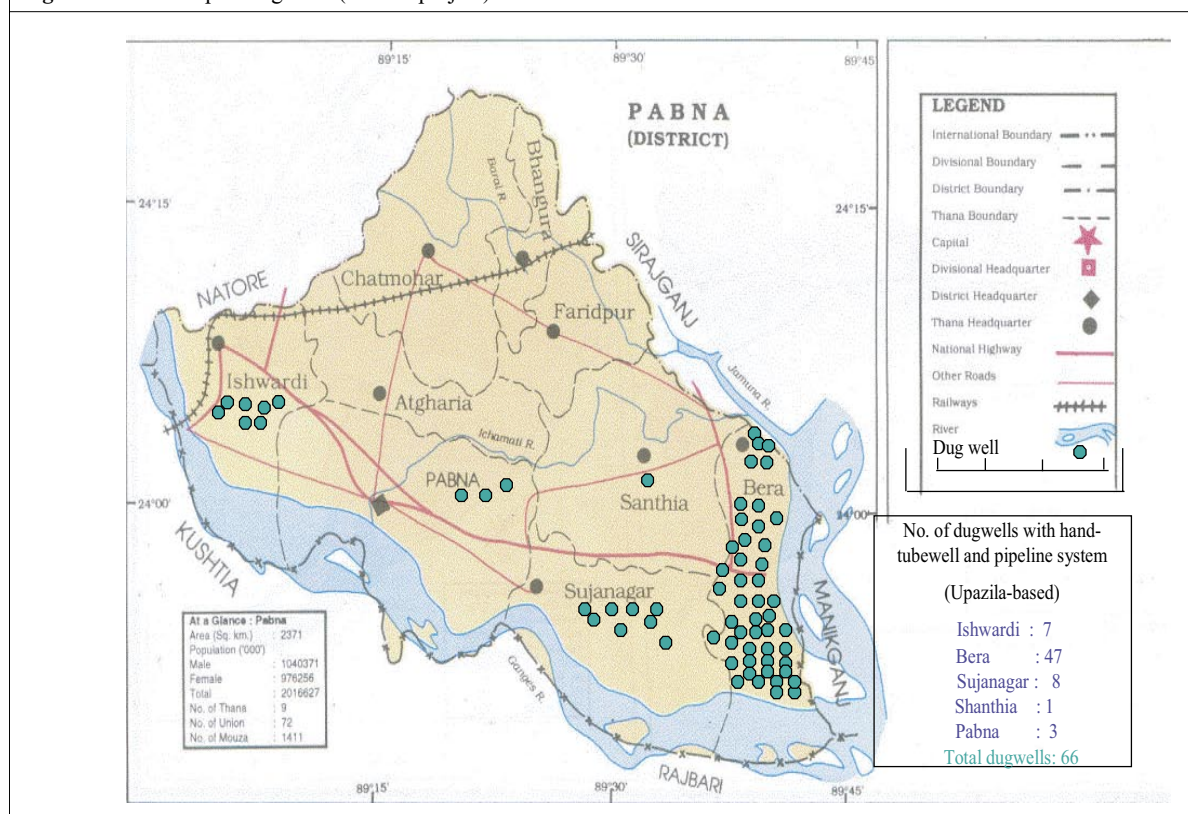 89°15'
89°30'
89°45'
PABNA
(DISTRICT)
LEGEND
International Boundary
Divisional Boundary
District Boundary
Thana Boundary
Capital
Divisional Headquarter
District Headquarter
Thana Headquarter
National Highway
Other Roads
Railways
River
Dug well
24°15'
24°15'
Baral R.
Bhangura
SIRAJGANJ
NATORE
Chatmohar
Faridpur
Jamuna R.
Ishwardi
Atgharia
Ichamati R.
PABNA
Santhia
Bera
24°00'
24°00'
KUSHTIA
Sujanagar
MANIKGANJ
Ganges R.
RAJBARI
At a Glance : Pabna
Area (Sq. km.) : 2371
Population ('000)
Male : 1040371
Female : 976256
Total : 2016627
No. of Thana : 9
No. of Union : 72
No. of Mouza : 1411
No. of dugwells with hand-
tubewell and pipeline system
(Upazila-based)
Ishwardi : 7
Bera : 47
Sujanagar : 8
Shanthia : 1
Pabna : 3
Total dugwells: 66
89°15'
89°30'
89°45'